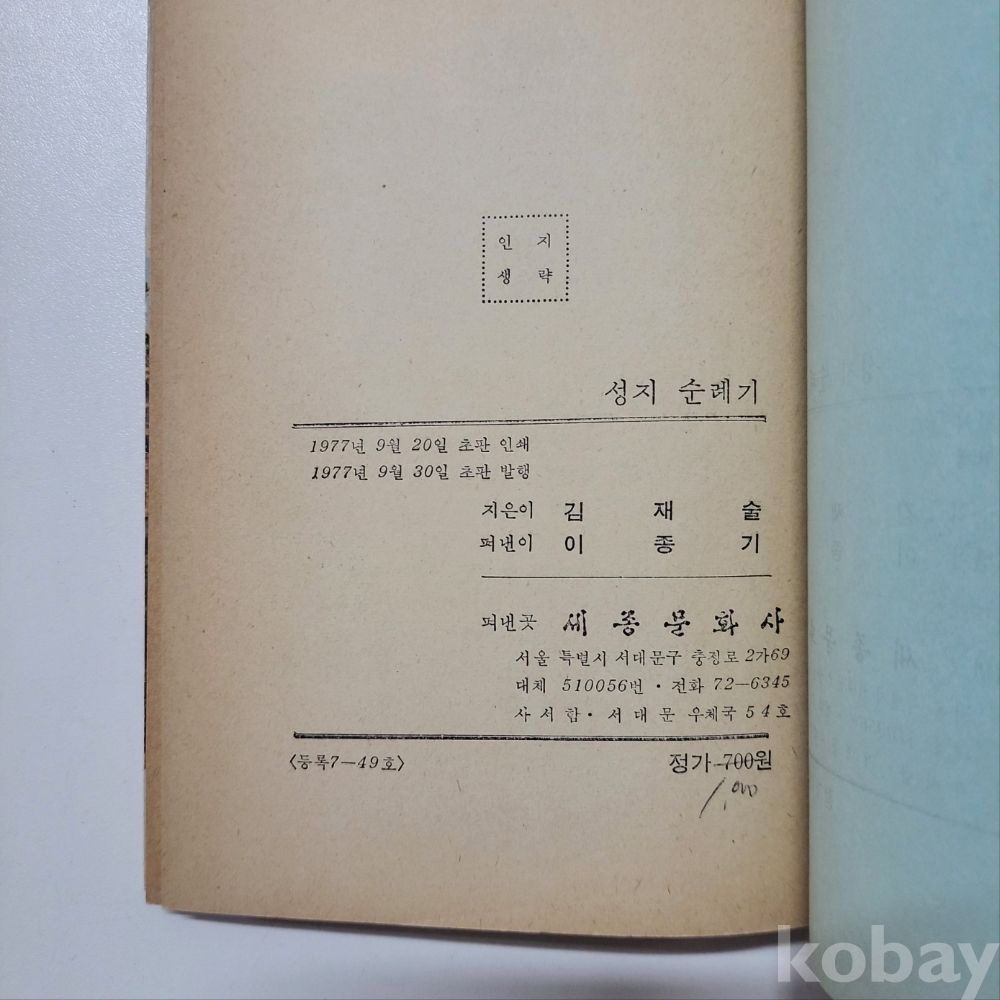 인 지
생 략
성지 순례기
1977년 9월 20일 초판 인쇄
1977년 9월 30일 초판 발행
지은이 김 재 술
펴낸이 이 종 기
펴낸곳 세종문화사
서울 특별시 서대문구 충정로 2가69
대체 510056번 · 전화 72—6345
사서함 · 서대문 우체국 54호
〈등록7—49호〉 정가 700원
1,000
kobay